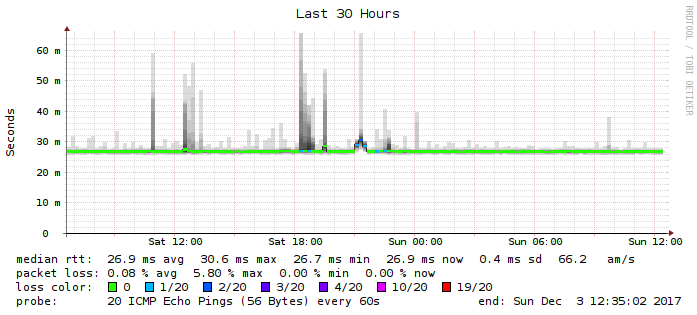 Last 30 Hours
RRDTOOL / TOBI OETIKER
Seconds
60 m
50 m
40 m
30 m
20 m
10 m
0
Sat 12:00 Sat 18:00 Sun 00:00 Sun 06:00 Sun 12:00
median rtt: 26.9 ms avg 30.6 ms max 26.7 ms min 26.9 ms now 0.4 ms sd 66.2 am/s
packet loss: 0.08 % avg 5.80 % max 0.00 % min 0.00 % now
loss color: 0 1/20 2/20 3/20 4/20 10/20 19/20
probe: 20 ICMP Echo Pings (56 Bytes) every 60s end: Sun Dec 3 12:35:02 2017